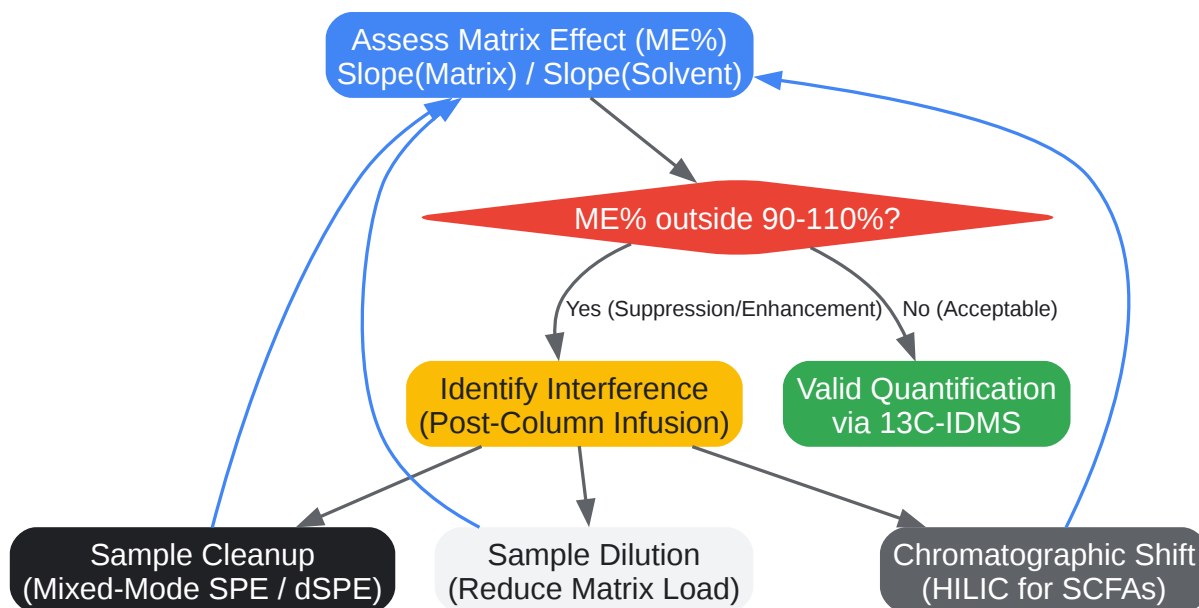 Assess Matrix Effect (ME%)
Slope(Matrix) / Slope(Solvent)
ME% outside 90-110%?
Yes (Suppression/Enhancement)
No (Acceptable)
Identify Interference
(Post-Column Infusion)
Valid Quantification
via 13C-IDMS
Sample Cleanup
(Mixed-Mode SPE / dSPE)
Sample Dilution
(Reduce Matrix Load)
Chromatographic Shift
(HILIC for SCFAs)